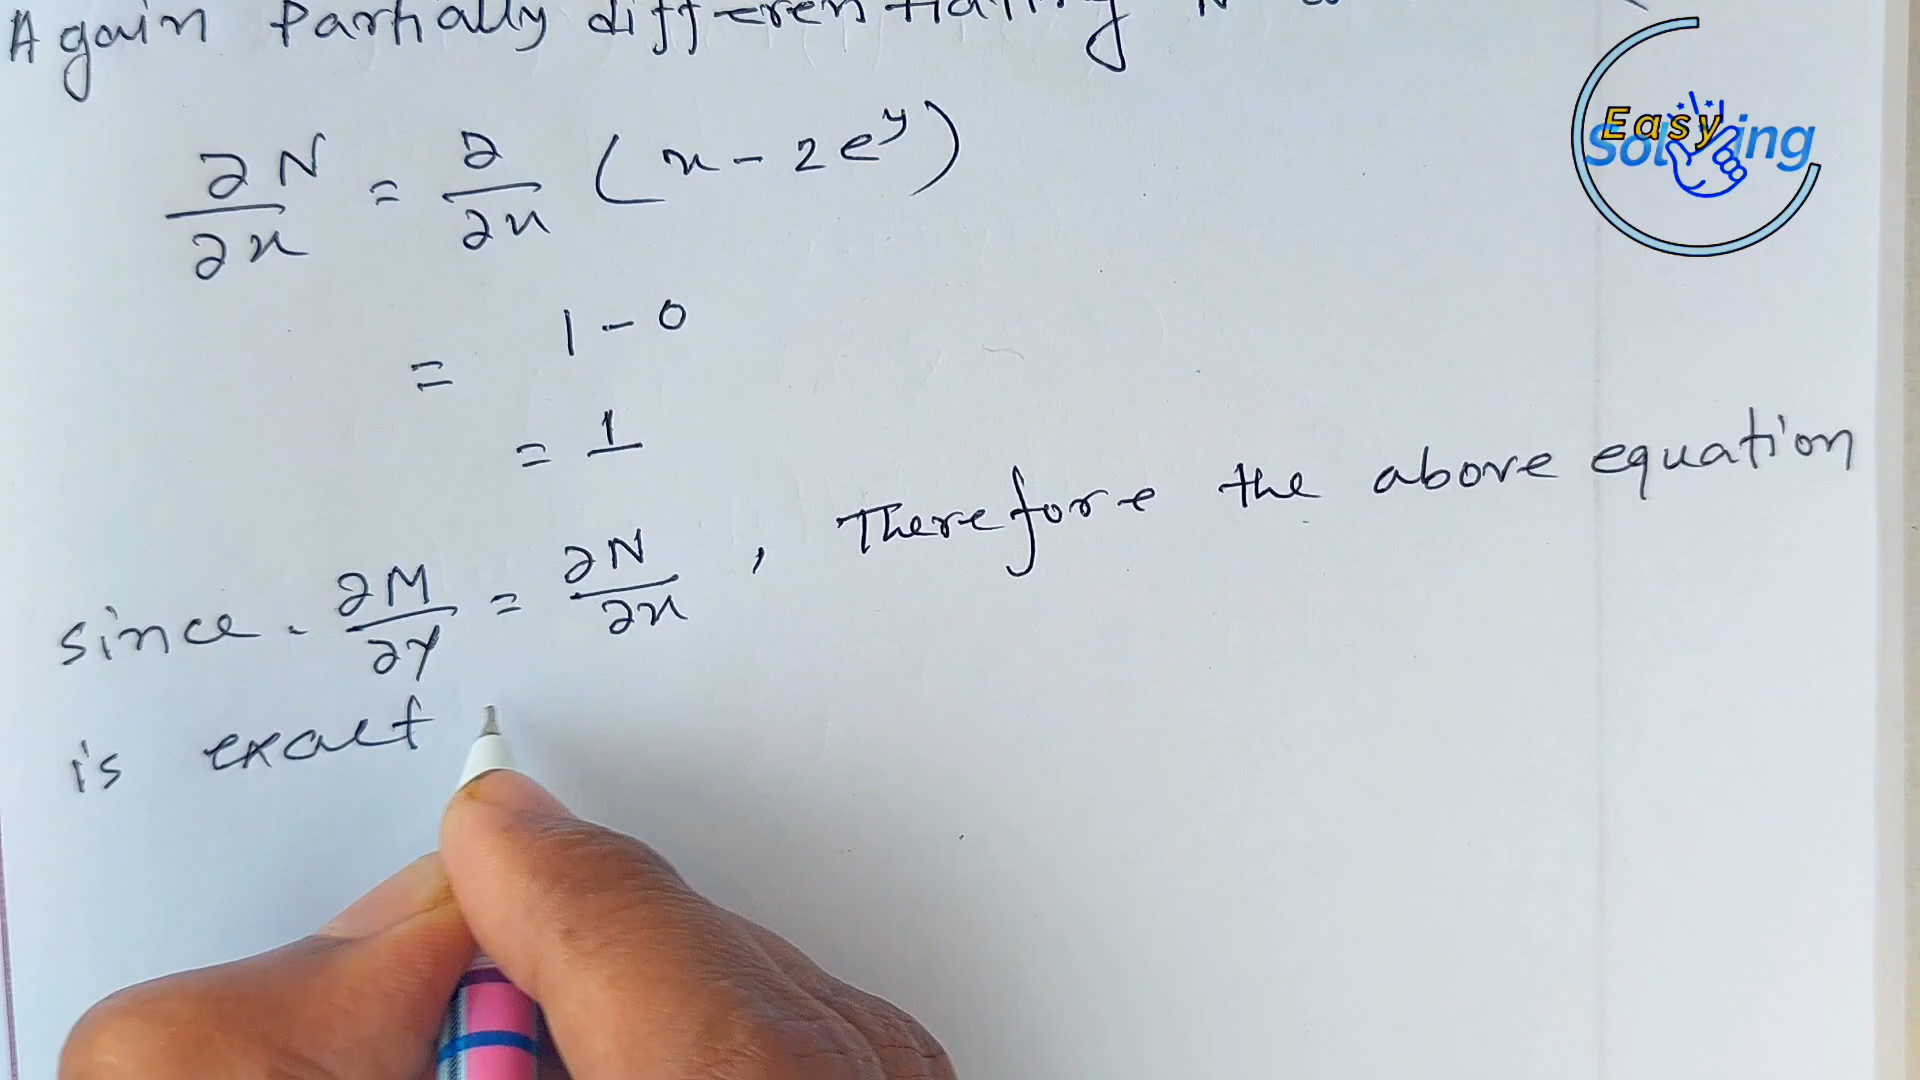 Again Partially differentiating N
∂N/∂x = ∂/∂x (x - 2e^y)
= 1 - 0
= 1
since. ∂M/∂y = ∂N/∂x , Therefore the above equation
is exact
Easy
Solving